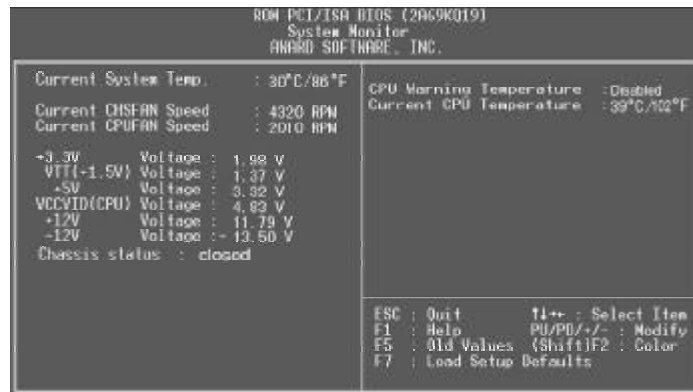 ROM PCI/ISA BIOS (2A69KQ19)
System Monitor
AWARD SOFTWARE, INC.
Current System Temp. : 30°C/86°F
Current CHSFAN Speed : 4320 RPM
Current CPUFAN Speed : 2010 RPM
+3.3V Voltage : 1.98 V
VTT(+1.5V) Voltage : 1.37 V
+5V Voltage : 3.32 V
VCCVID(CPU) Voltage : 4.83 V
+12V Voltage : 11.79 V
-12V Voltage :- 13.50 V
Chassis status : closed
CPU Warning Temperature : Disabled
Current CPU Temperature : 39°C/102°F
ESC : Quit ↑↓→← : Select Item
F1 : Help PU/PD/+/- : Modify
F5 : Old Values (Shift)F2 : Color
F7 : Load Setup Defaults